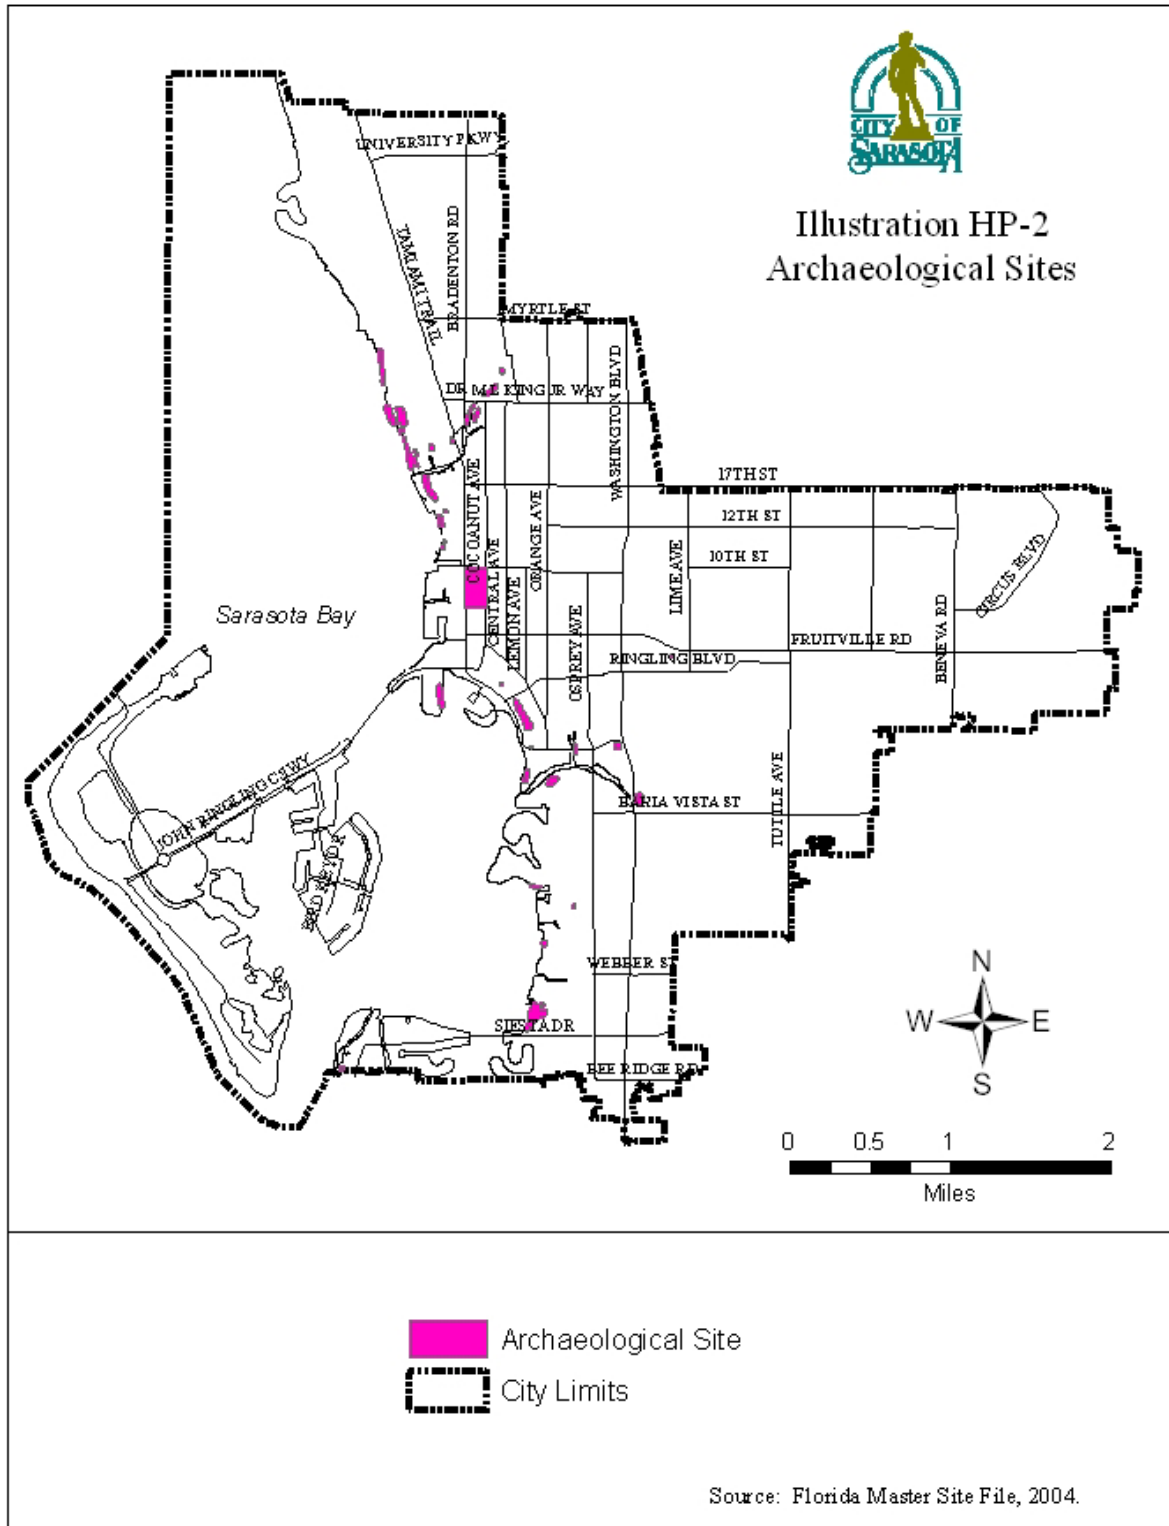 CITY OF
SARASOTA
Illustration HP-2
Archaeological Sites
UNIVERSITY PKWY
TAMIAMI TRAIL
BRADENTON RD
MYRTLE ST
DR M L KING JR WAY
WASHINGTON BLVD
COCOANUT AVE
17TH ST
12TH ST
10TH ST
ORANGE AVE
CENTRAL AVE
LEMON AVE
LIME AVE
CIRCUS BLVD
Sarasota Bay
OSPREY AVE
FRUITVILLE RD
RINGLING BLVD
BENEVA RD
JOHN RINGLING CSWY
BAHIA VISTA ST
TUTTLE AVE
BIRD KEY DR
WEBBER ST
SIESTA DR
BEE RIDGE RD
N
W E
S
0 0.5 1 2
Miles
Archaeological Site
City Limits
Source: Florida Master Site File, 2004.